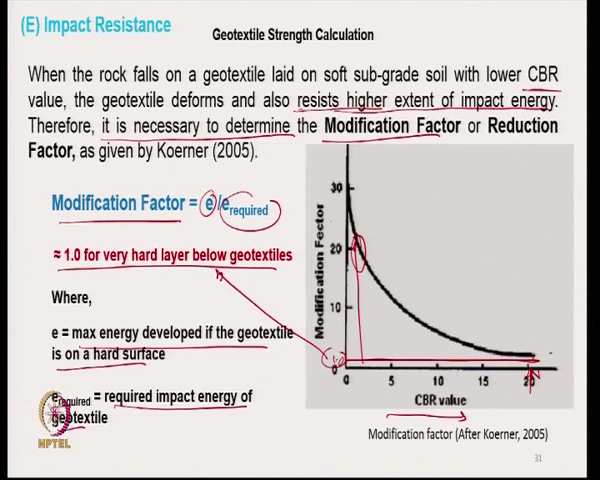 (E) Impact Resistance
Geotextile Strength Calculation
When the rock falls on a geotextile laid on soft sub-grade soil with lower CBR
value, the geotextile deforms and also resists higher extent of impact energy.
Therefore, it is necessary to determine the Modification Factor or Reduction
Factor, as given by Koerner (2005).
Modification Factor = e/erequired
≈ 1.0 for very hard layer below geotextiles
Where,
e = max energy developed if the geotextile
is on a hard surface
erequired = required impact energy of
geotextile
NPTEL
Modification Fector
30
20
10
0
0 5 10 15 20
CBR value
Modification factor (After Koerner, 2005)
31